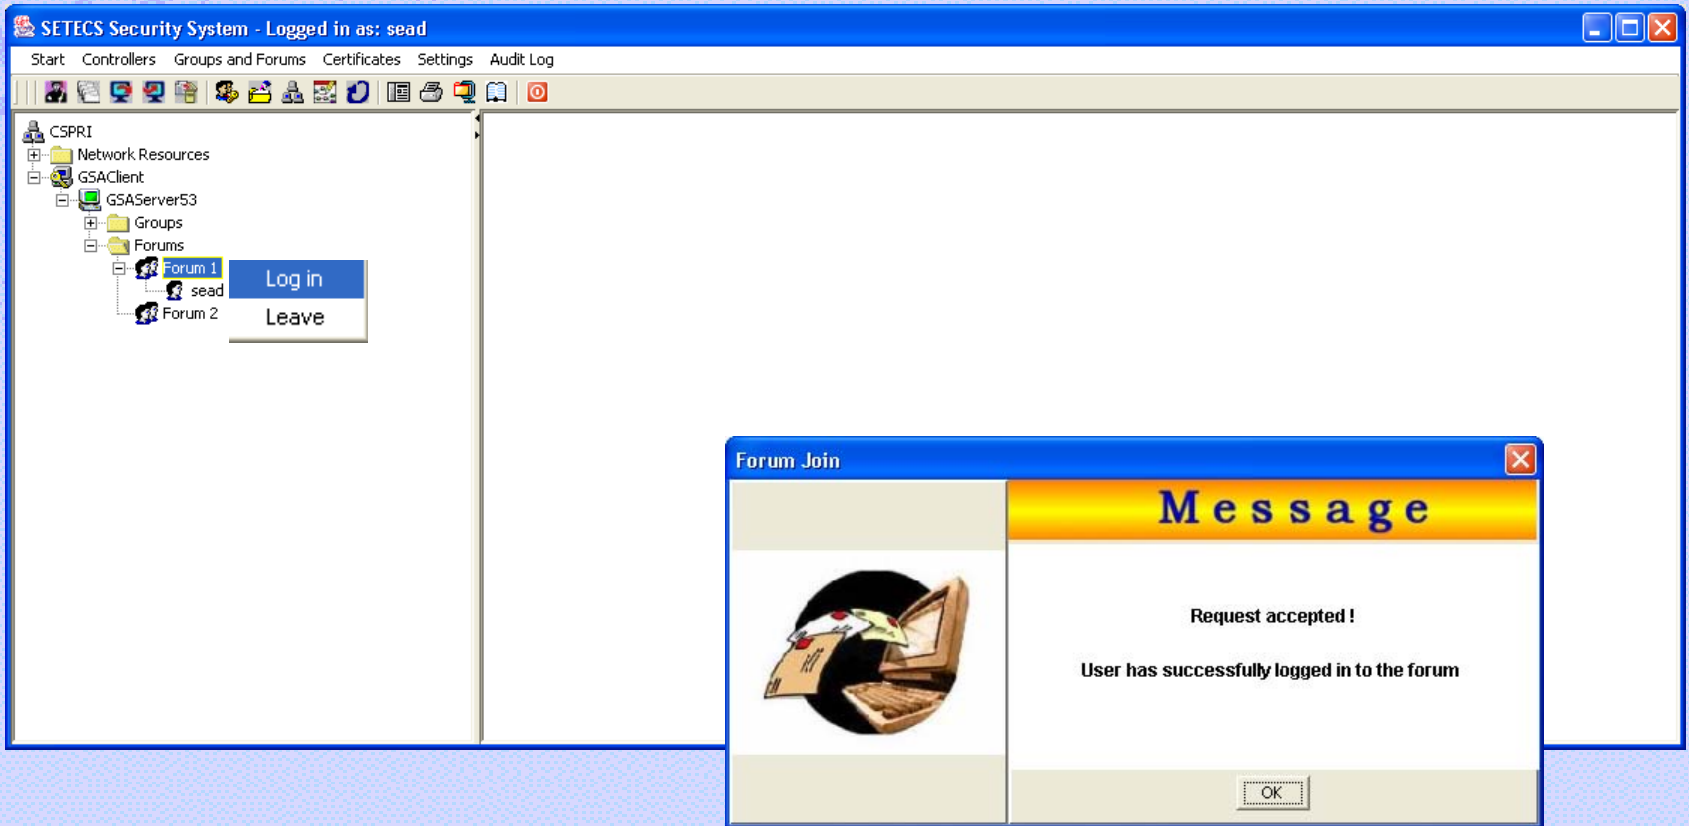 SETECS Security System - Logged in as: sead
Start Controllers Groups and Forums Certificates Settings Audit Log
CSPRI
Network Resources
GSAClient
GSAServer53
Groups
Forums
Forum 1
Log in
sead
Forum 2
Leave
Forum Join
Message
Request accepted !
User has successfully logged in to the forum
OK